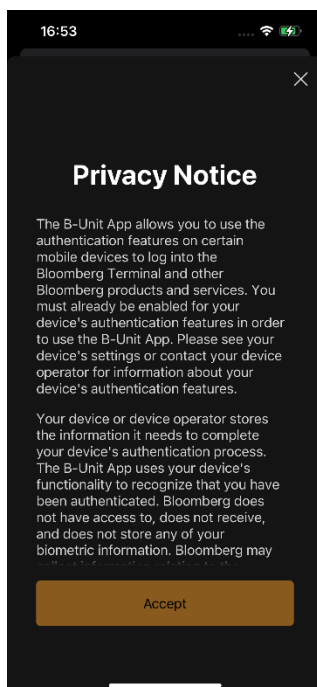 16:53
Privacy Notice
The B-Unit App allows you to use the
authentication features on certain
mobile devices to log into the
Bloomberg Terminal and other
Bloomberg products and services. You
must already be enabled for your
device's authentication features in order
to use the B-Unit App. Please see your
device's settings or contact your device
operator for information about your
device's authentication features.
Your device or device operator stores
the information it needs to complete
your device's authentication process.
The B-Unit App uses your device's
functionality to recognize that you have
been authenticated. Bloomberg does
not have access to, does not receive,
and does not store any of your
biometric information. Bloomberg may
Accept